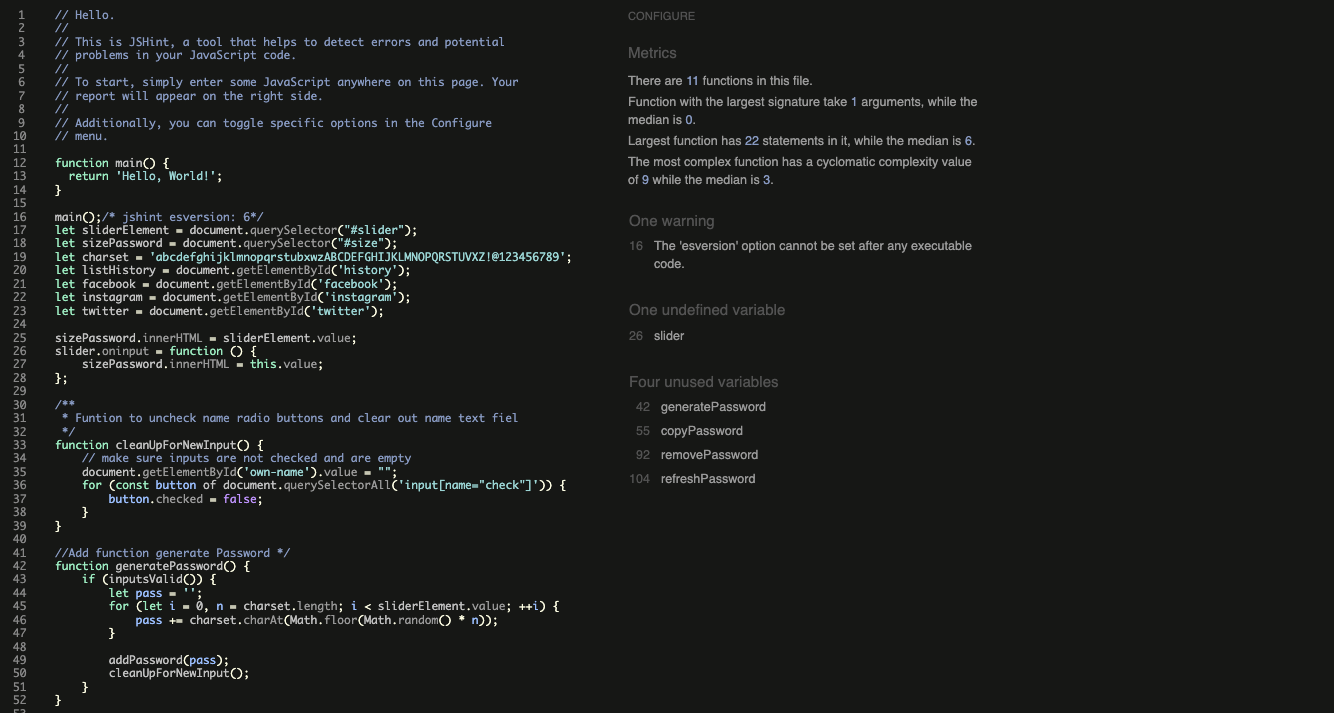 1 // Hello.
2 //
3 // This is JSHint, a tool that helps to detect errors and potential
4 // problems in your JavaScript code.
5 //
6 // To start, simply enter some JavaScript anywhere on this page. Your
7 // report will appear on the right side.
8 //
9 // Additionally, you can toggle specific options in the Configure
10 // menu.
11
12 function main() {
13   return 'Hello, World!';
14 }
15
16 main();/* jshint esversion: 6*/
17 let sliderElement = document.querySelector("#slider");
18 let sizePassword = document.querySelector("#size");
19 let charset = 'abcdefghijklmnopqrstubxwzABCDEFGHIJKLMNOPQRSTUVXZ!@123456789';
20 let listHistory = document.getElementById('history');
21 let facebook = document.getElementById('facebook');
22 let instagram = document.getElementById('instagram');
23 let twitter = document.getElementById('twitter');
24
25 sizePassword.innerHTML = sliderElement.value;
26 slider.oninput = function () {
27     sizePassword.innerHTML = this.value;
28 };
29
30 /**
31  * Funtion to uncheck name radio buttons and clear out name text fiel
32  */
33 function cleanUpForNewInput() {
34     // make sure inputs are not checked and are empty
35     document.getElementById('own-name').value = "";
36     for (const button of document.querySelectorAll('input[name="check"]')) {
37         button.checked = false;
38     }
39 }
40
41 //Add function generate Password */
42 function generatePassword() {
43     if (inputsValid()) {
44         let pass = '';
45         for (let i = 0, n = charset.length; i < sliderElement.value; ++i) {
46             pass += charset.charAt(Math.floor(Math.random() * n));
47         }
48
49         addPassword(pass);
50         cleanUpForNewInput();
51     }
52 }
53
CONFIGURE
Metrics
There are 11 functions in this file.
Function with the largest signature take 1 arguments, while the
median is 0.
Largest function has 22 statements in it, while the median is 6.
The most complex function has a cyclomatic complexity value
of 9 while the median is 3.
One warning
16 The 'esversion' option cannot be set after any executable
code.
One undefined variable
26 slider
Four unused variables
42 generatePassword
55 copyPassword
92 removePassword
104 refreshPassword